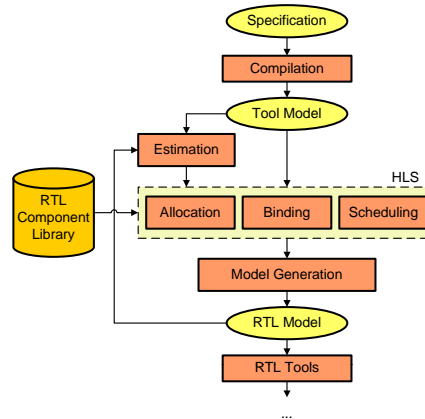 Specification
Compilation
Tool Model
Estimation
HLS
RTL
Component
Library
Allocation
Binding
Scheduling
Model Generation
RTL Model
RTL Tools
...